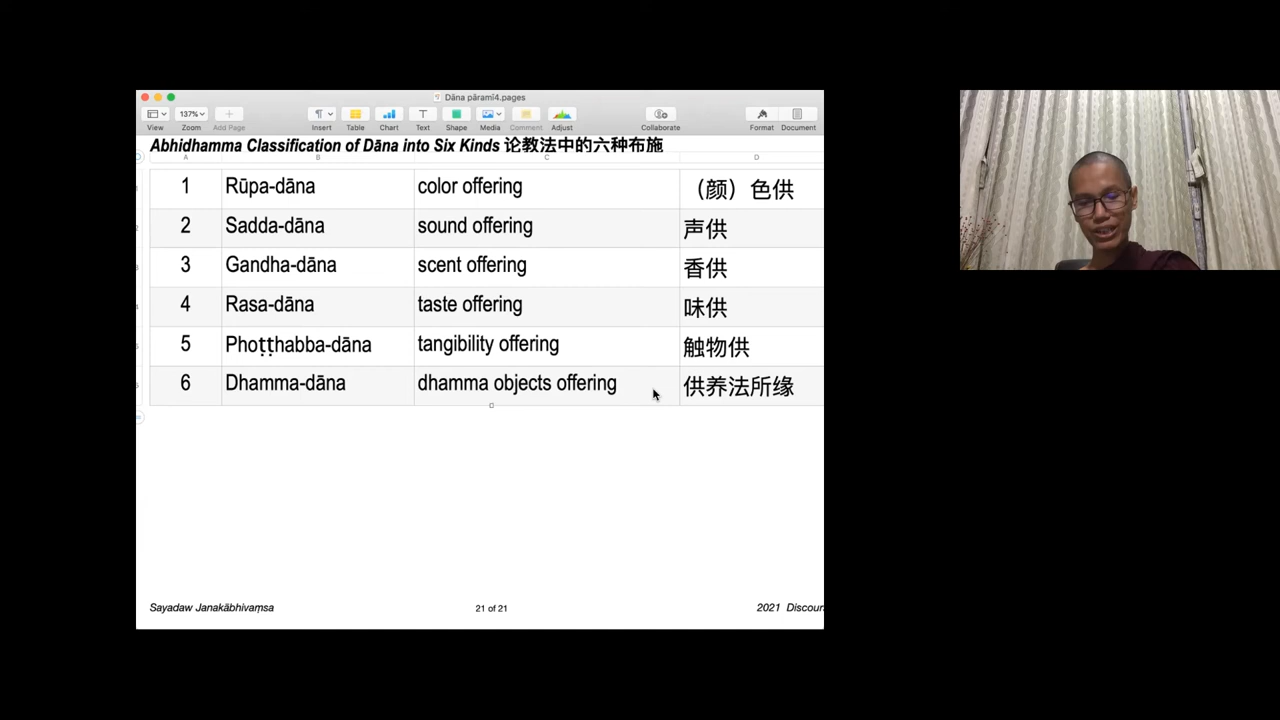 Dāna pāramī4.pages
View 137% Zoom Add Page Insert Table Chart Text Shape Media Comment Adjust Collaborate Format Document
Abhidhamma Classification of Dāna into Six Kinds 论教法中的六种布施
A B C D
1 Rūpa-dāna color offering （颜）色供
2 Sadda-dāna sound offering 声供
3 Gandha-dāna scent offering 香供
4 Rasa-dāna taste offering 味供
5 Phoṭṭhabba-dāna tangibility offering 触物供
6 Dhamma-dāna dhamma objects offering 供养法所缘
Sayadaw Janakābhivaṃsa 21 of 21 2021 Discour